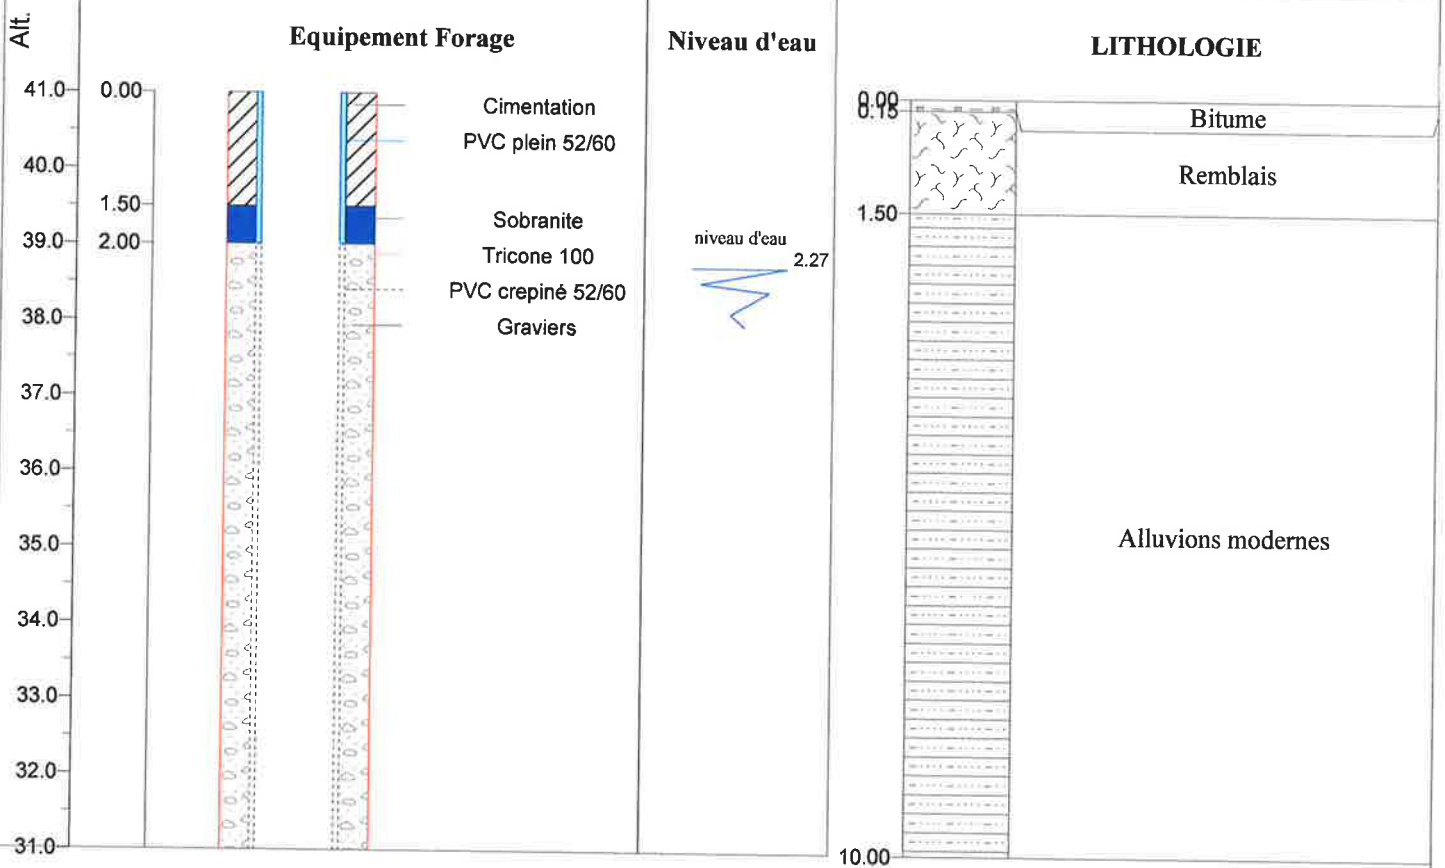 Alt.
Equipement Forage
Niveau d'eau
LITHOLOGIE
41.0
40.0
39.0
38.0
37.0
36.0
35.0
34.0
33.0
32.0
31.0
0.00
1.50
2.00
Cimentation
PVC plein 52/60
Sobranite
Tricone 100
PVC crepiné 52/60
Graviers
niveau d'eau
2.27
0.00
0.15
1.50
10.00
Bitume
Remblais
Alluvions modernes